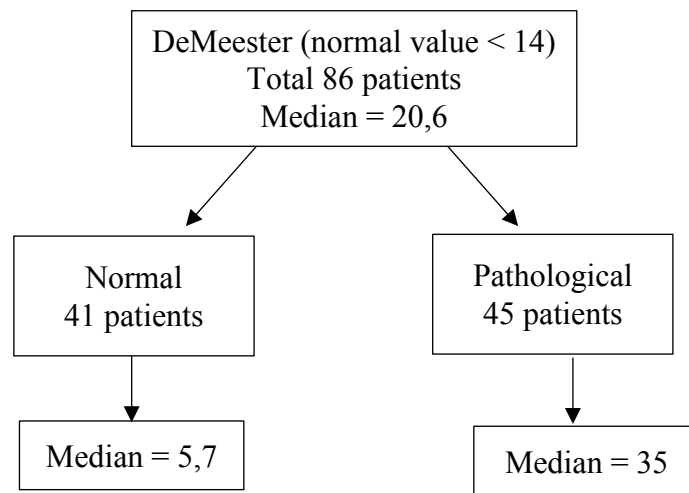 DeMeester (normal value < 14)
Total 86 patients
Median = 20,6
Normal
41 patients
Pathological
45 patients
Median = 5,7
Median = 35